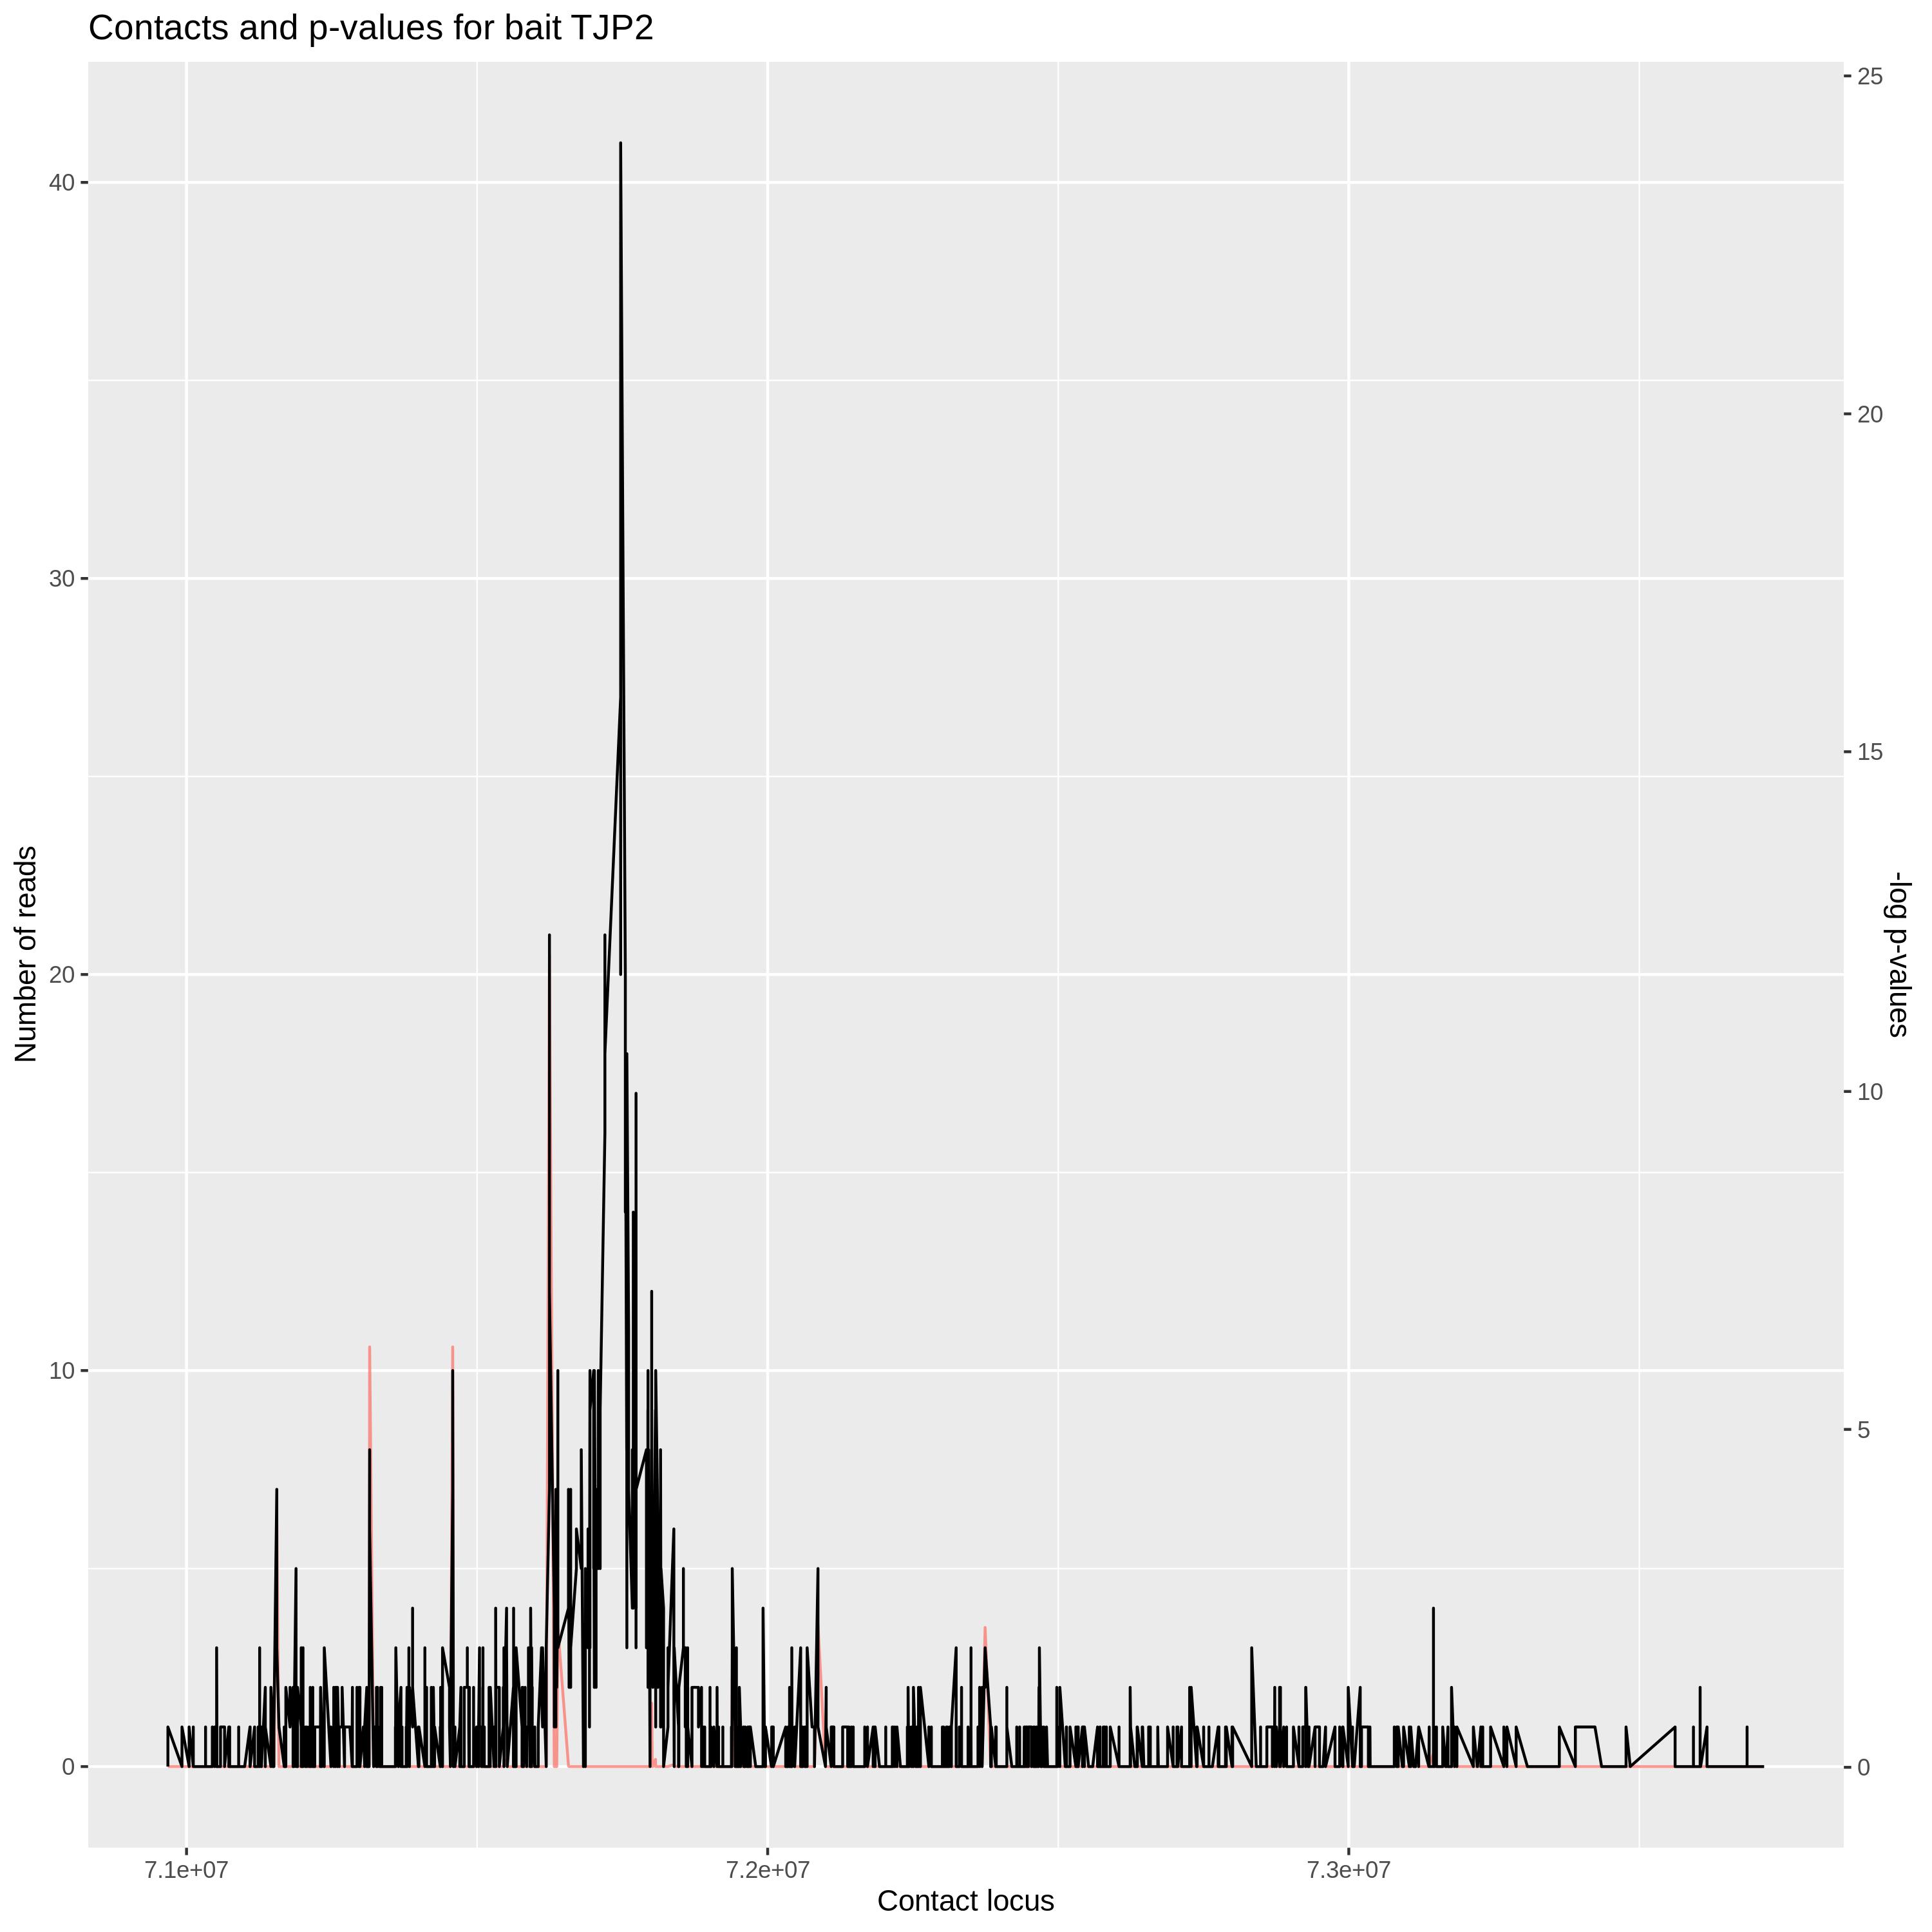 Contacts and p-values for bait TJP2
25
40
20
30
15
Number of reads
-log p-values
20
10
10
5
0
0
7.1e+07
7.2e+07
7.3e+07
Contact locus